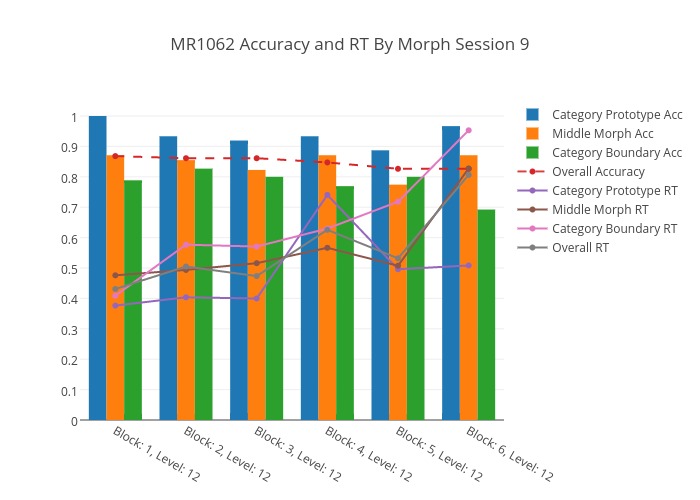 MR1062 Accuracy and RT By Morph Session 9
1
0.9
0.8
0.7
0.6
0.5
0.4
0.3
0.2
0.1
0
Block: 1, Level: 12
Block: 2, Level: 12
Block: 3, Level: 12
Block: 4, Level: 12
Block: 5, Level: 12
Block: 6, Level: 12
Category Prototype Acc
Middle Morph Acc
Category Boundary Acc
Overall Accuracy
Category Prototype RT
Middle Morph RT
Category Boundary RT
Overall RT